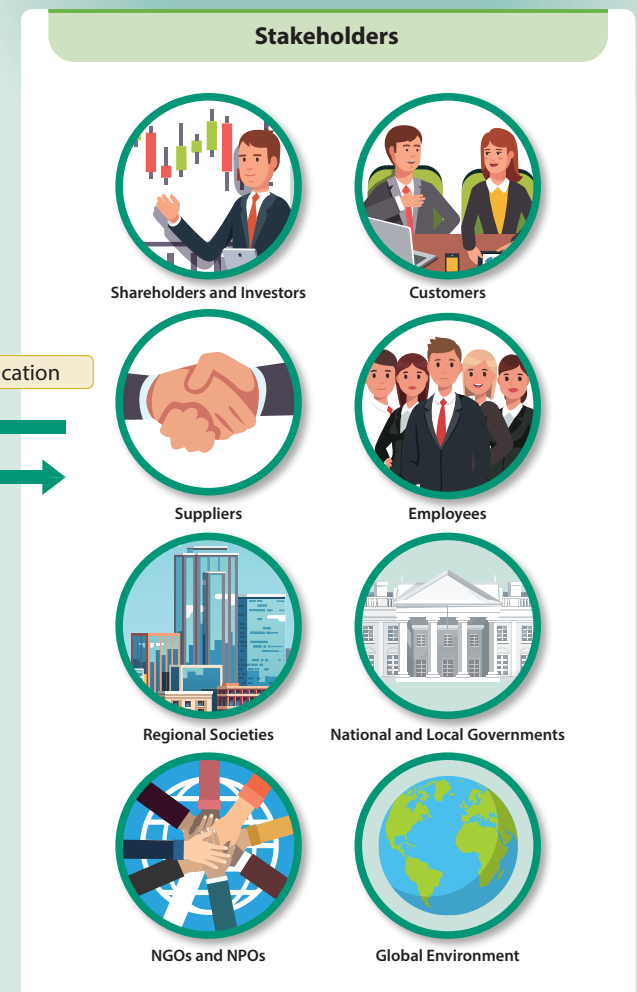 Stakeholders
Shareholders and Investors
Customers
cation
Suppliers
Employees
Regional Societies
National and Local Governments
NGOs and NPOs
Global Environment